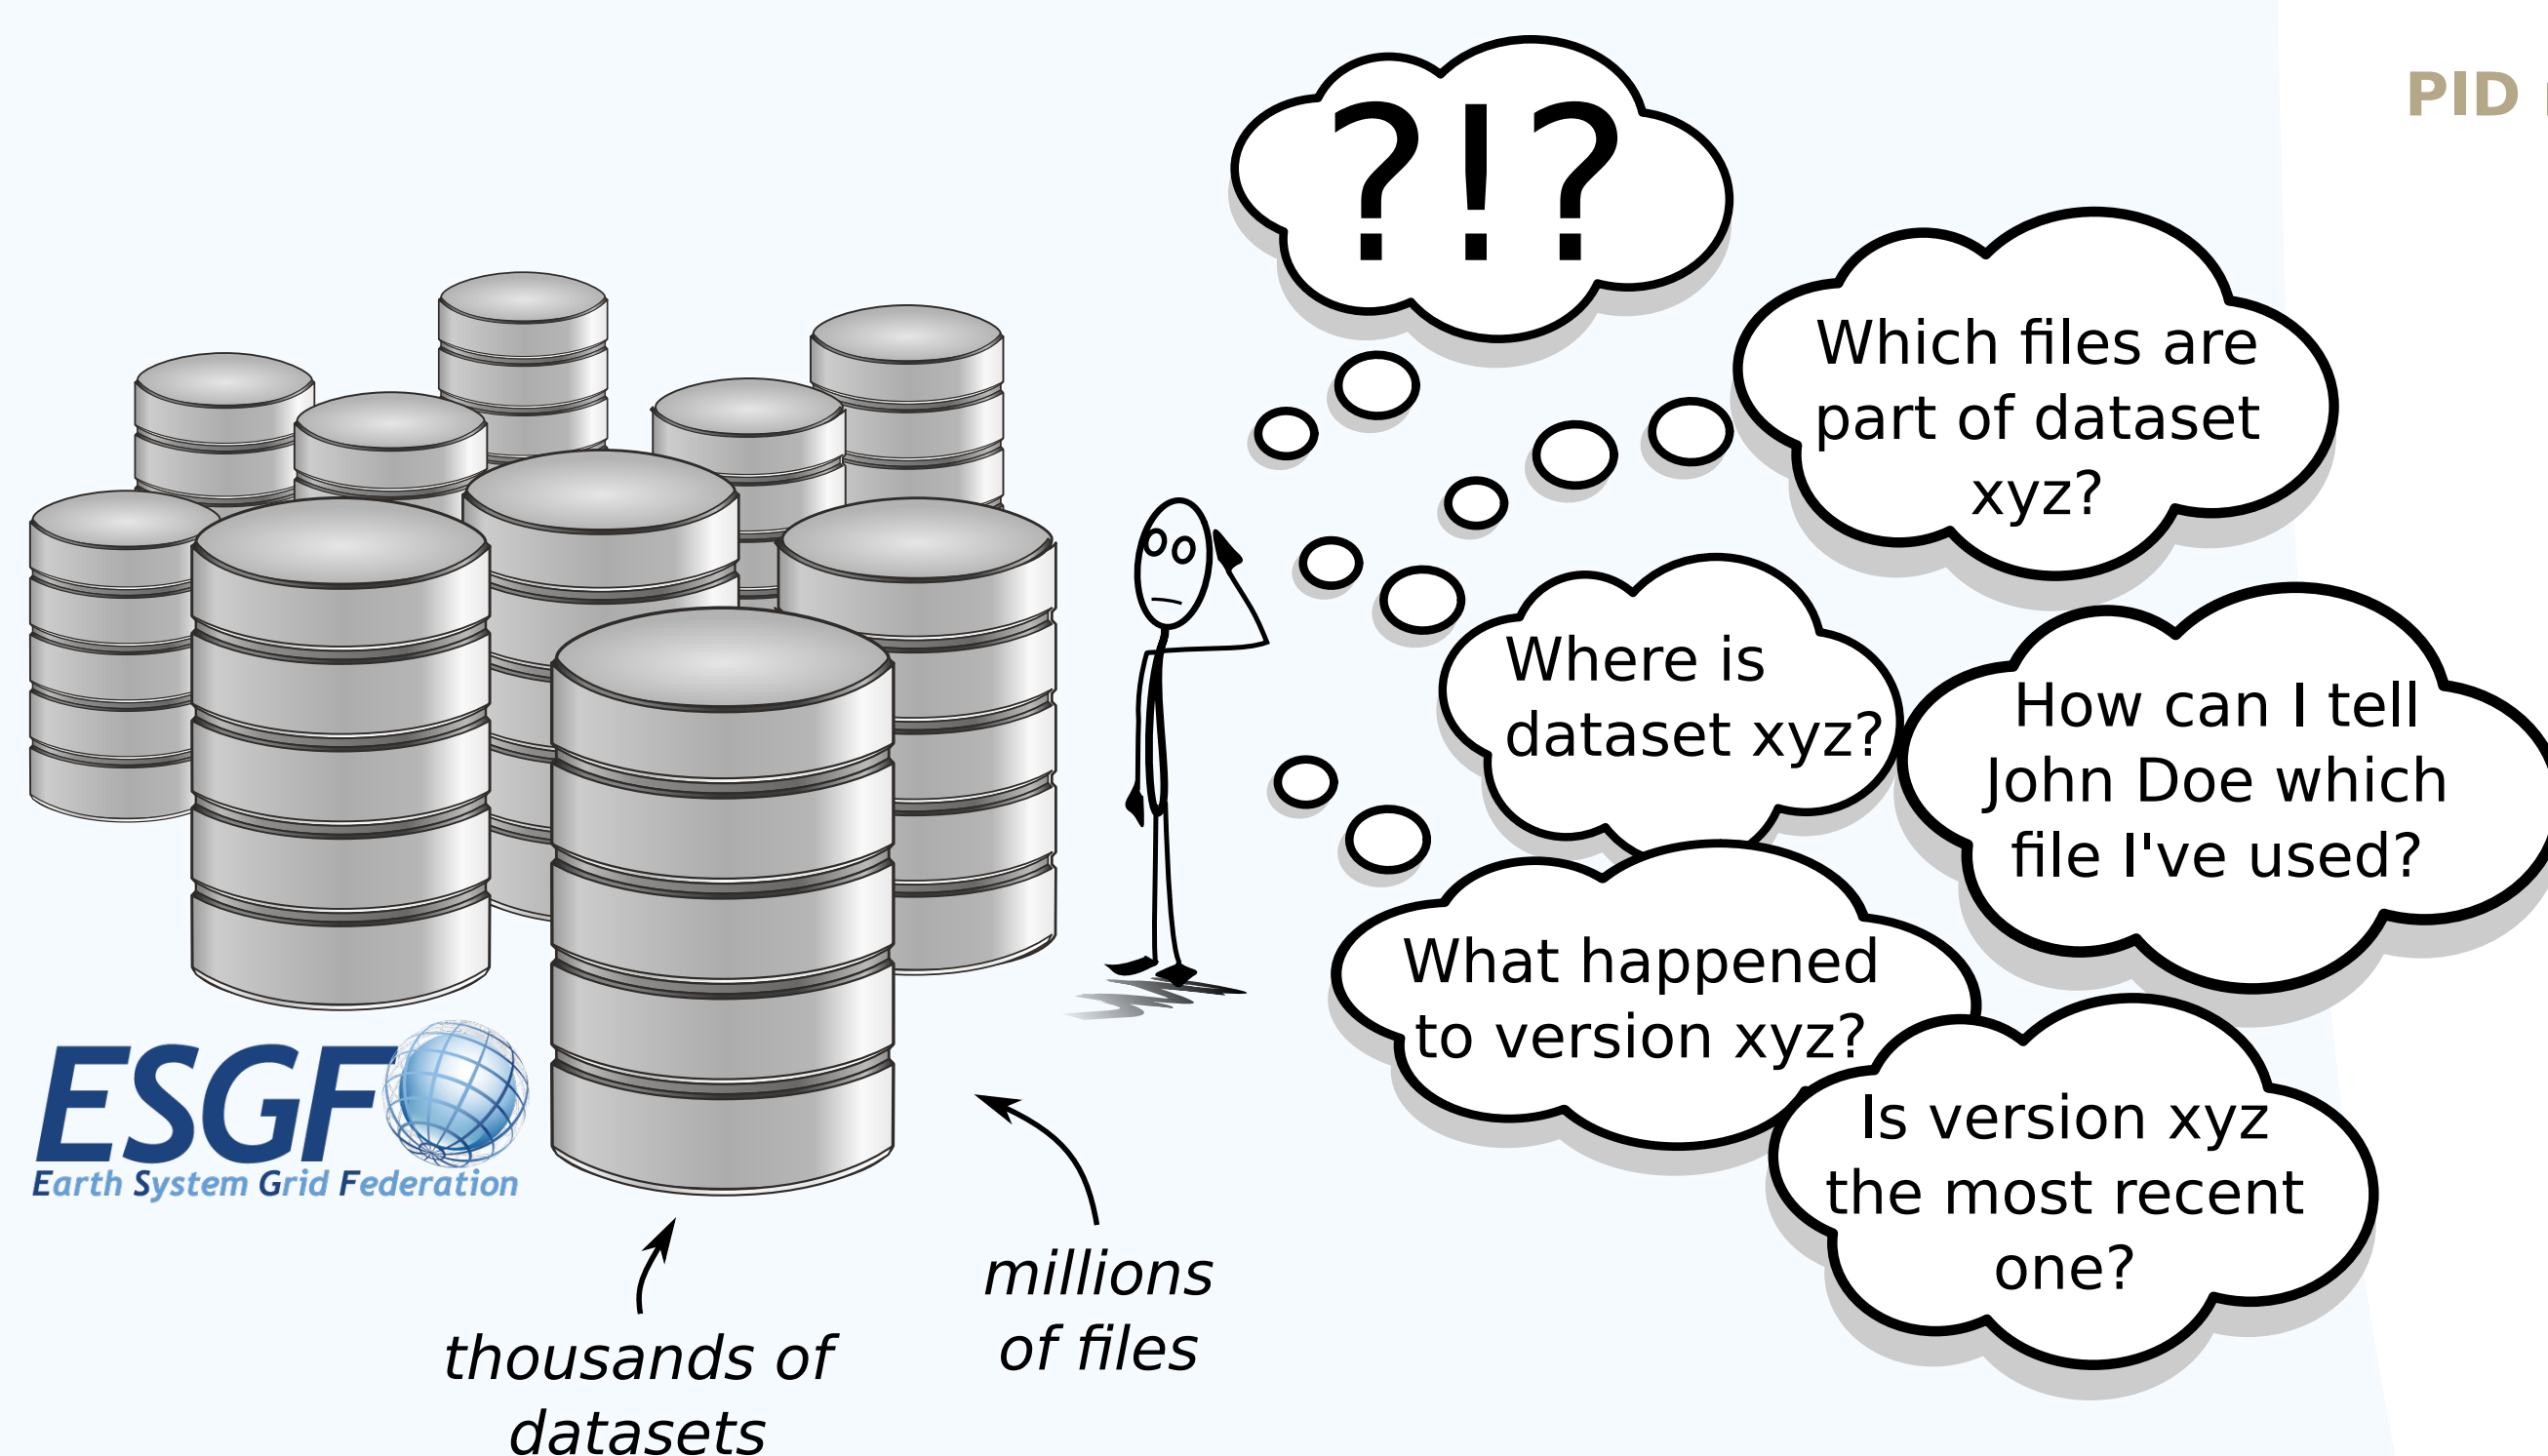 PID
?!?
Which files are
part of dataset
xyz?
Where is
dataset xyz?
How can I tell
John Doe which
file I've used?
What happened
to version xyz?
Is version xyz
the most recent
one?
ESGF
Earth System Grid Federation
millions
of files
thousands of
datasets